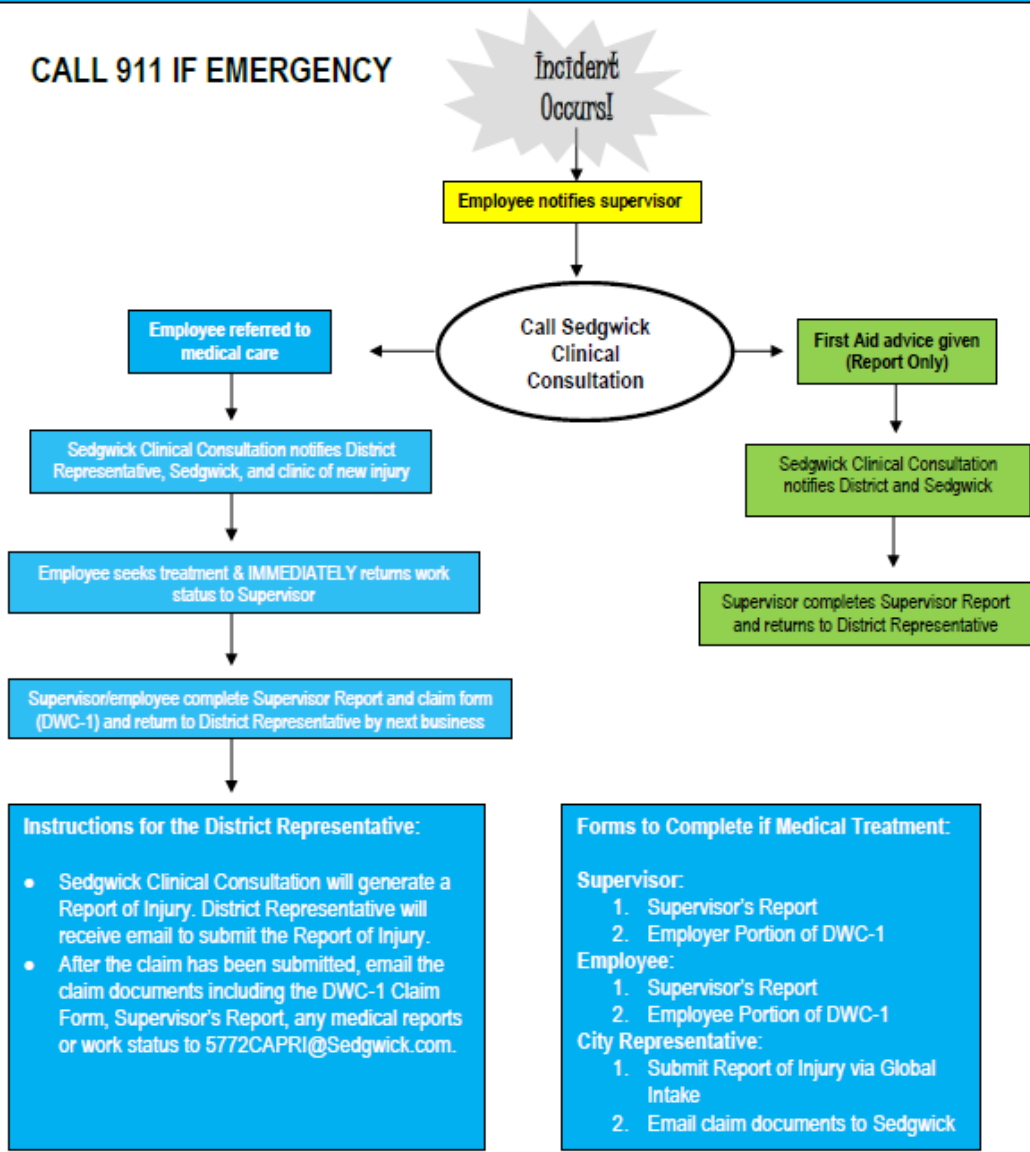 CALL 911 IF EMERGENCY
Incident
Occurs!
Employee notifies supervisor
Call Sedgwick
Clinical
Consultation
Employee referred to
medical care
First Aid advice given
(Report Only)
Sedgwick Clinical Consultation notifies District
Representative, Sedgwick, and clinic of new injury
Sedgwick Clinical Consultation
notifies District and Sedgwick
Employee seeks treatment & IMMEDIATELY returns work
status to Supervisor
Supervisor completes Supervisor Report
and returns to District Representative
Supervisor/employee complete Supervisor Report and claim form
(DWC-1) and return to District Representative by next business
Instructions for the District Representative:
• Sedgwick Clinical Consultation will generate a
Report of Injury. District Representative will
receive email to submit the Report of Injury.
• After the claim has been submitted, email the
claim documents including the DWC-1 Claim
Form, Supervisor's Report, any medical reports
or work status to 5772CAPRI@Sedgwick.com.
Forms to Complete if Medical Treatment:
Supervisor:
1. Supervisor's Report
2. Employer Portion of DWC-1
Employee:
1. Supervisor's Report
2. Employee Portion of DWC-1
City Representative:
1. Submit Report of Injury via Global
Intake
2. Email claim documents to Sedgwick